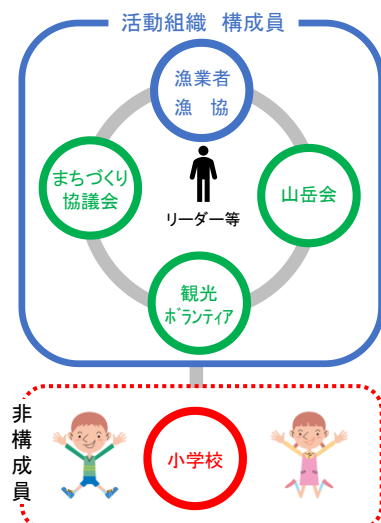 活動組織 構成員
漁業者
漁 協
まちづくり
協議会
リーダー等
山岳会
観光
ボランティア
非構成員
小学校